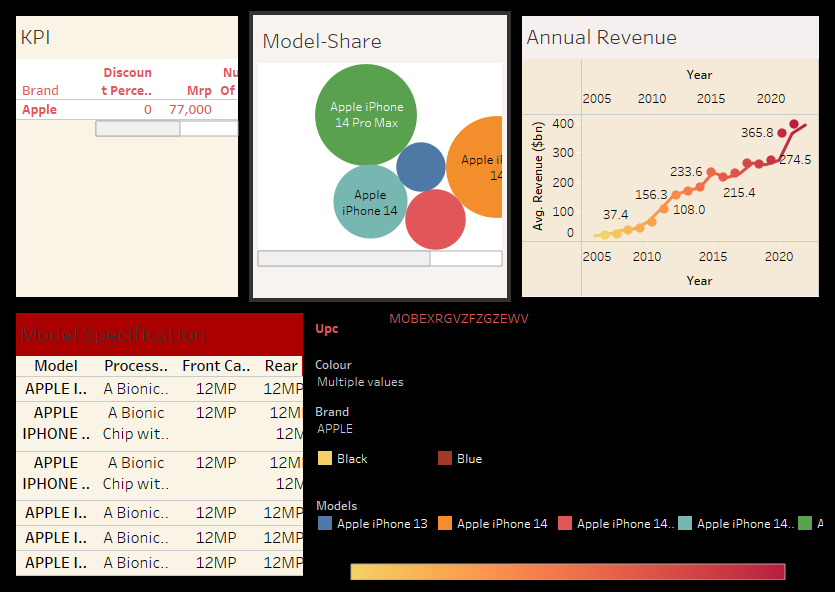 KPI
Discoun
t Perce..
Nu
Brand
Mrp
Of
Apple
0
77,000
Model-Share
Apple iPhone
14 Pro Max
Apple
iPhone 14
Apple i
14
Annual Revenue
Year
2005
2010
2015
2020
Avg. Revenue ($bn)
400
300
200
100
0
37.4
156.3
108.0
233.6
215.4
365.8
274.5
2005
2010
2015
2020
Year
Model Specification
Model
Process..
Front Ca..
Rear
APPLE I..
A Bionic..
12MP
12MP
APPLE
IPHONE ..
A Bionic
Chip wit..
12MP
12M
12M
APPLE
IPHONE ..
A Bionic
Chip wit..
12MP
12M
12M
APPLE I..
A Bionic..
12MP
12MP
APPLE I..
A Bionic..
12MP
12MP
APPLE I..
A Bionic..
12MP
12MP
Upc
MOBEXRGVZFZGZEWV
Colour
Multiple values
Brand
APPLE
Black
Blue
Models
Apple iPhone 13
Apple iPhone 14
Apple iPhone 14..
Apple iPhone 14..
A